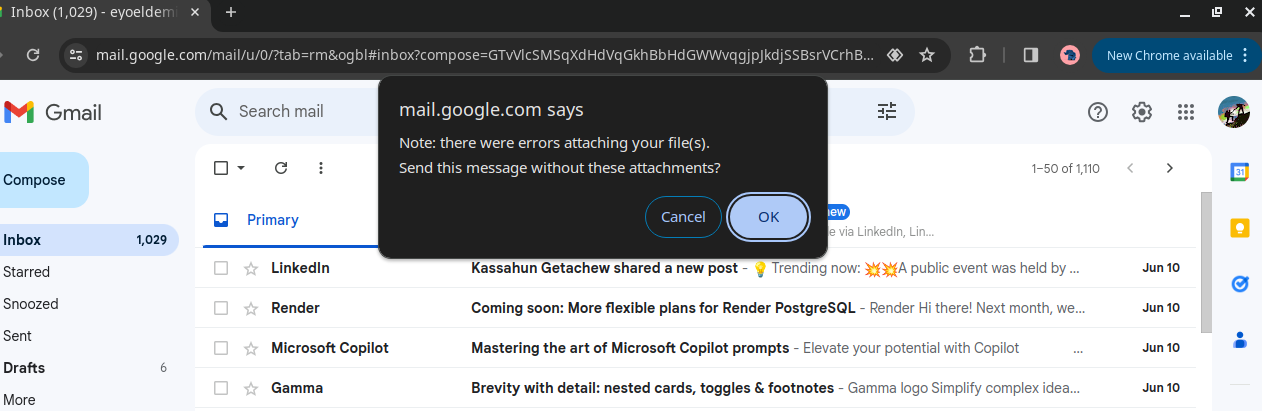 Inbox (1,029) - eyoeldemi
mail.google.com/mail/u/0/?tab=rm&ogbl#inbox?compose=GTvVlcSMSqXdHdVqGkhBbHdGWWvqgjpJkdjSSBsrVCrhB...
New Chrome available
Gmail
Search mail
mail.google.com says
Note: there were errors attaching your file(s).
Send this message without these attachments?
Cancel
OK
Compose
1–50 of 1,110
31
Primary
new
e via LinkedIn, Lin...
Inbox 1,029
Starred
Snoozed
Sent
Drafts 6
More
LinkedIn Kassahun Getachew shared a new post - 💡 Trending now: 💥💥A public event was held by ... Jun 10
Render Coming soon: More flexible plans for Render PostgreSQL - Render Hi there! Next month, we... Jun 10
Microsoft Copilot Mastering the art of Microsoft Copilot prompts - Elevate your potential with Copilot ... Jun 10
Gamma Brevity with detail: nested cards, toggles & footnotes - Gamma logo Simplify complex idea... Jun 10